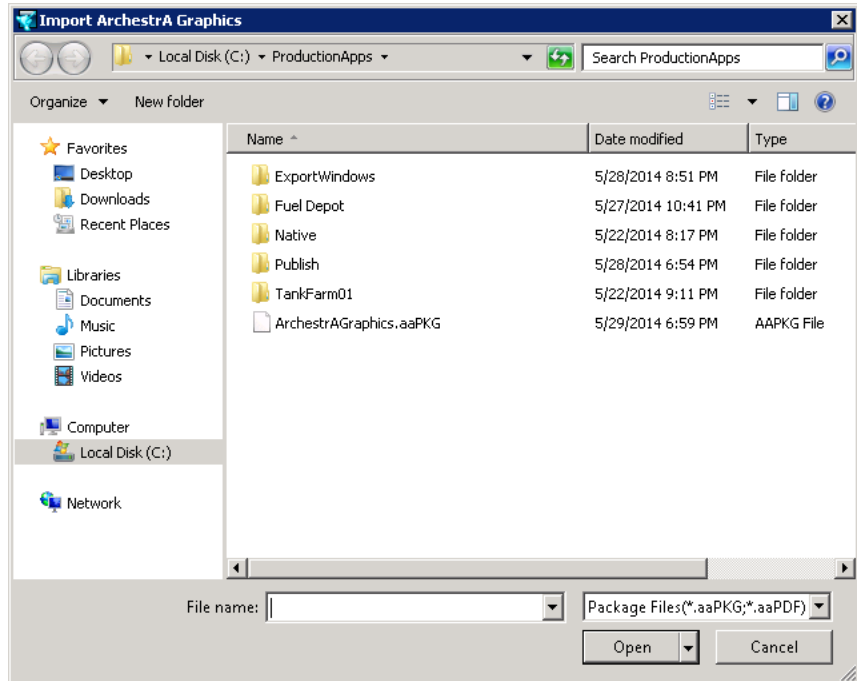 Import ArchestrA Graphics
Local Disk (C:) ProductionApps
Search ProductionApps
Organize New folder
Name Date modified Type
Favorites
Desktop
Downloads
Recent Places
Libraries
Documents
Music
Pictures
Videos
Computer
Local Disk (C:)
Network
ExportWindows 5/28/2014 8:51 PM File folder
Fuel Depot 5/27/2014 10:41 PM File folder
Native 5/22/2014 8:17 PM File folder
Publish 5/28/2014 6:54 PM File folder
TankFarm01 5/22/2014 9:11 PM File folder
ArchestrAGraphics.aaPKG 5/29/2014 6:59 PM AAPKG File
File name: Package Files(*.aaPKG;*.aaPDF)
Open Cancel